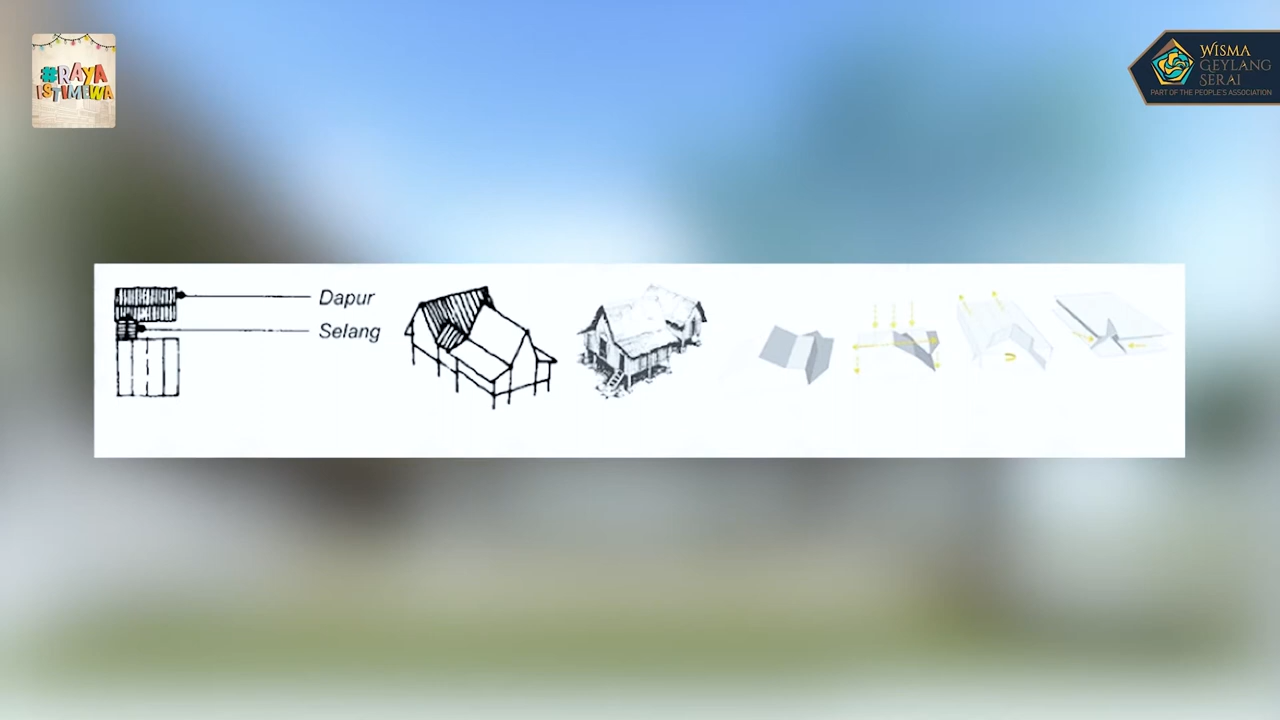 #RAYA
ISTIMEWA
WISMA
GEYLANG
SERAI
PART OF THE PEOPLE'S ASSOCIATION
Dapur
Selang